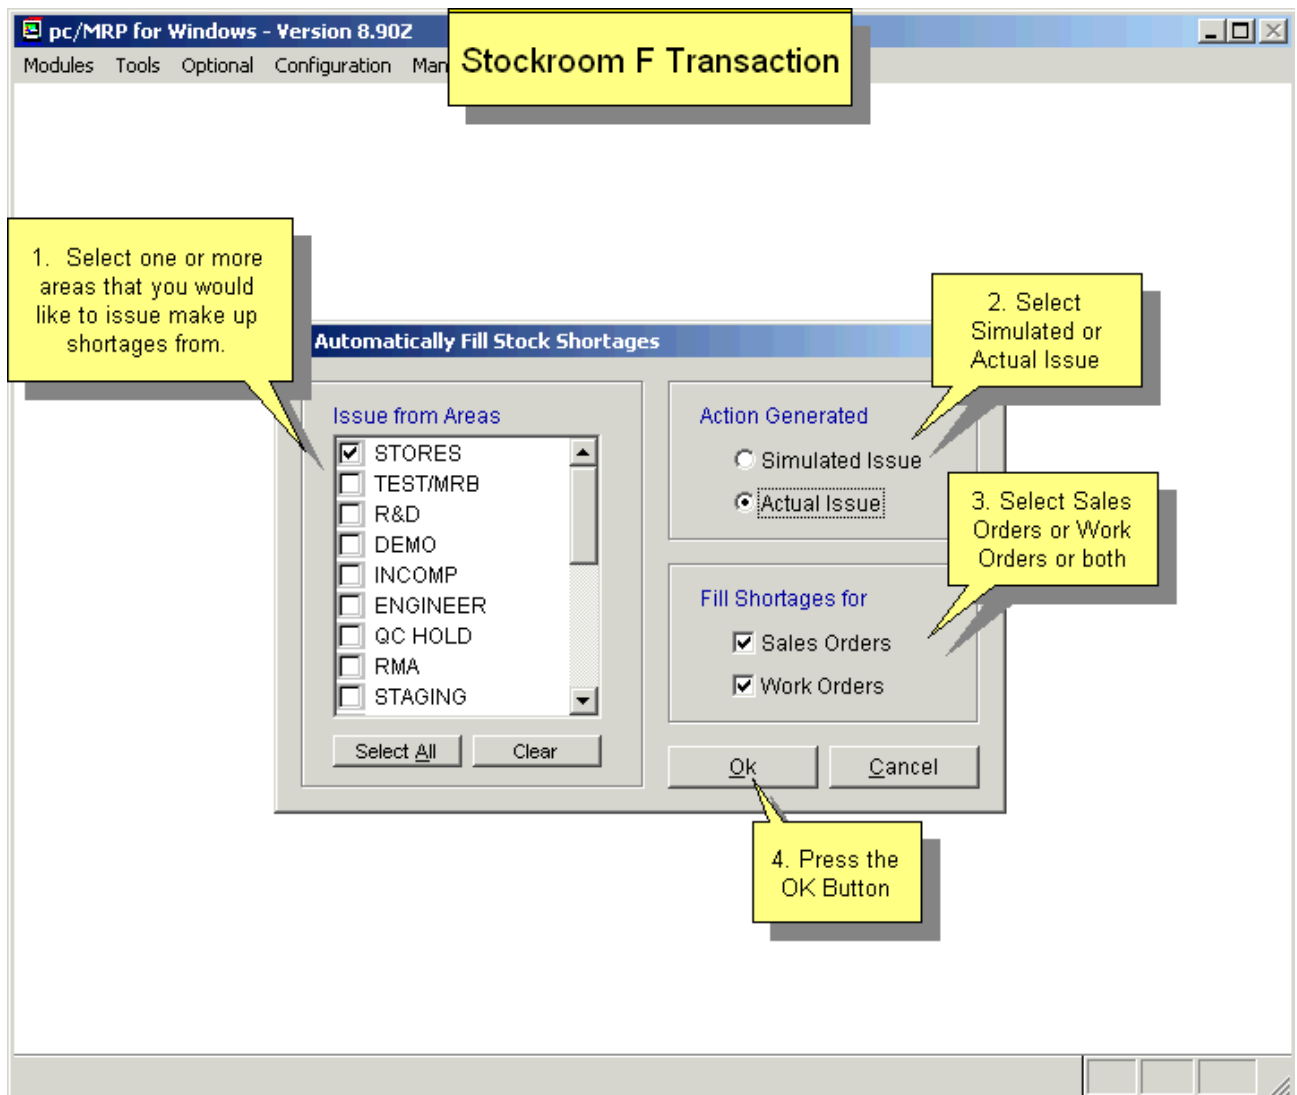 pc/MRP for Windows - Version 8.90Z
Modules Tools Optional Configuration Man
Stockroom F Transaction
1. Select one or more
areas that you would
like to issue make up
shortages from.
2. Select
Simulated or
Actual Issue
Automatically Fill Stock Shortages
Issue from Areas
STORES
TEST/MRB
R&D
DEMO
INCOMP
ENGINEER
QC HOLD
RMA
STAGING
Select All Clear
Action Generated
Simulated Issue
Actual Issue
3. Select Sales
Orders or Work
Orders or both
Fill Shortages for
Sales Orders
Work Orders
Ok Cancel
4. Press the
OK Button